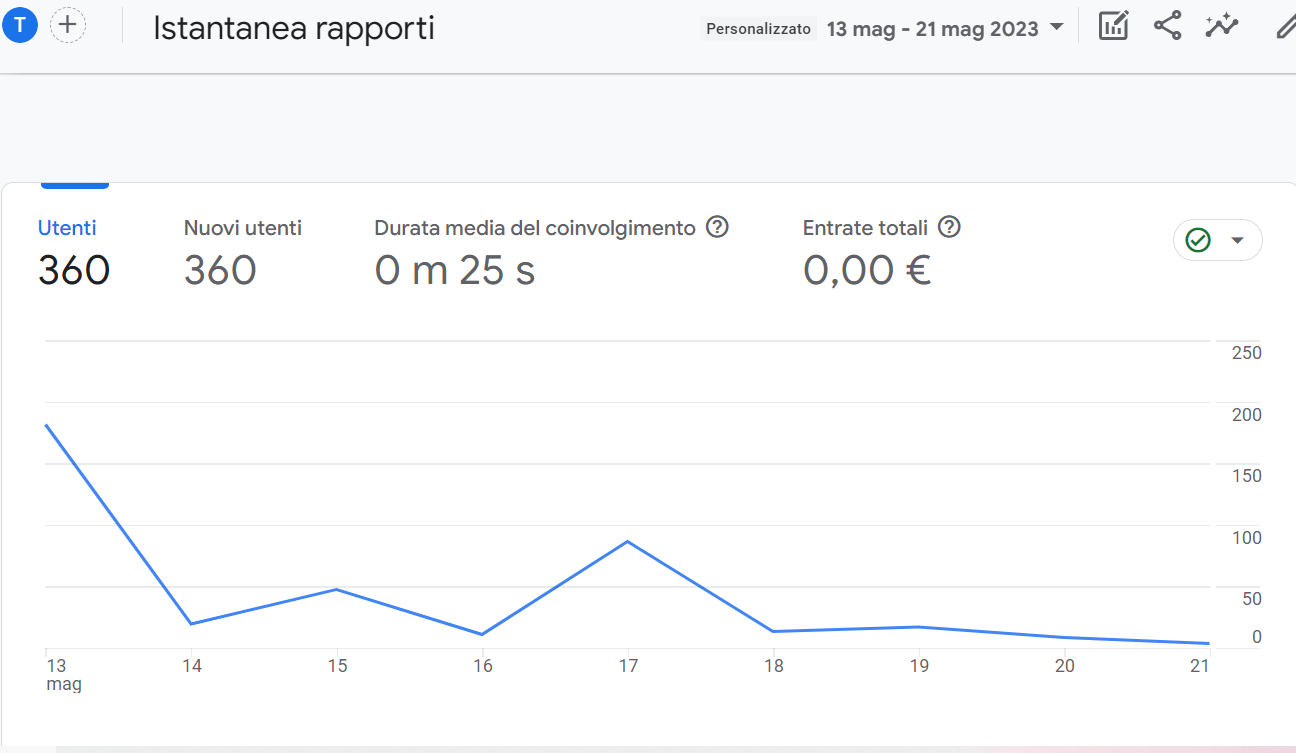 T
+
Istantanea rapporti
Personalizzato 13 mag - 21 mag 2023
Utenti
360
Nuovi utenti
360
Durata media del coinvolgimento
0 m 25 s
Entrate totali
0,00 €
250
200
150
100
50
0
13 14 15 16 17 18 19 20 21
mag